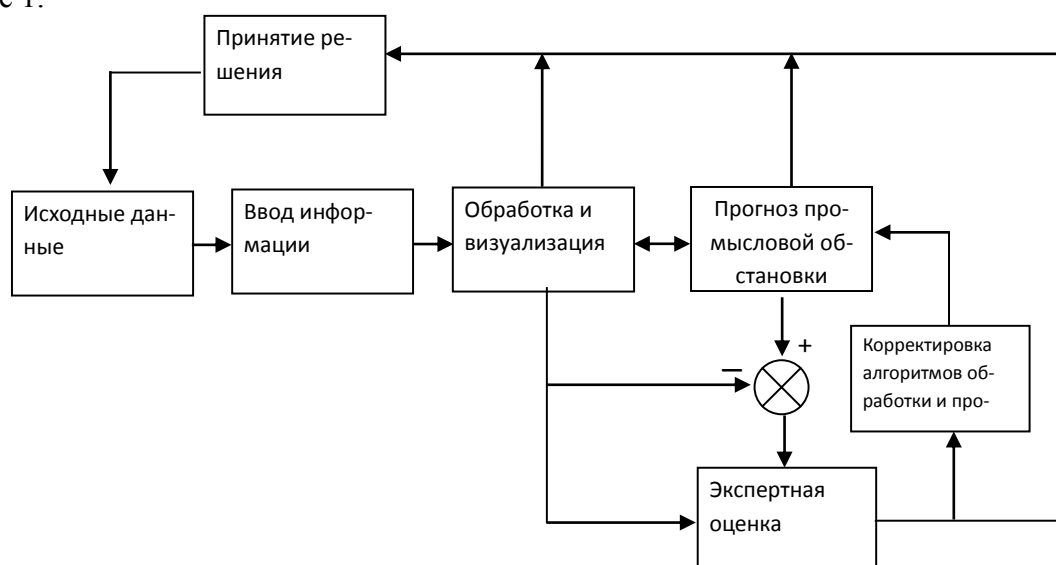 с 1.
Принятие ре-
шения
Исходные дан-
ные
Ввод инфор-
мации
Обработка и
визуализация
Прогноз про-
мысловой об-
становки
+
–
Корректировка
алгоритмов об-
работки и про-
Экспертная
оценка